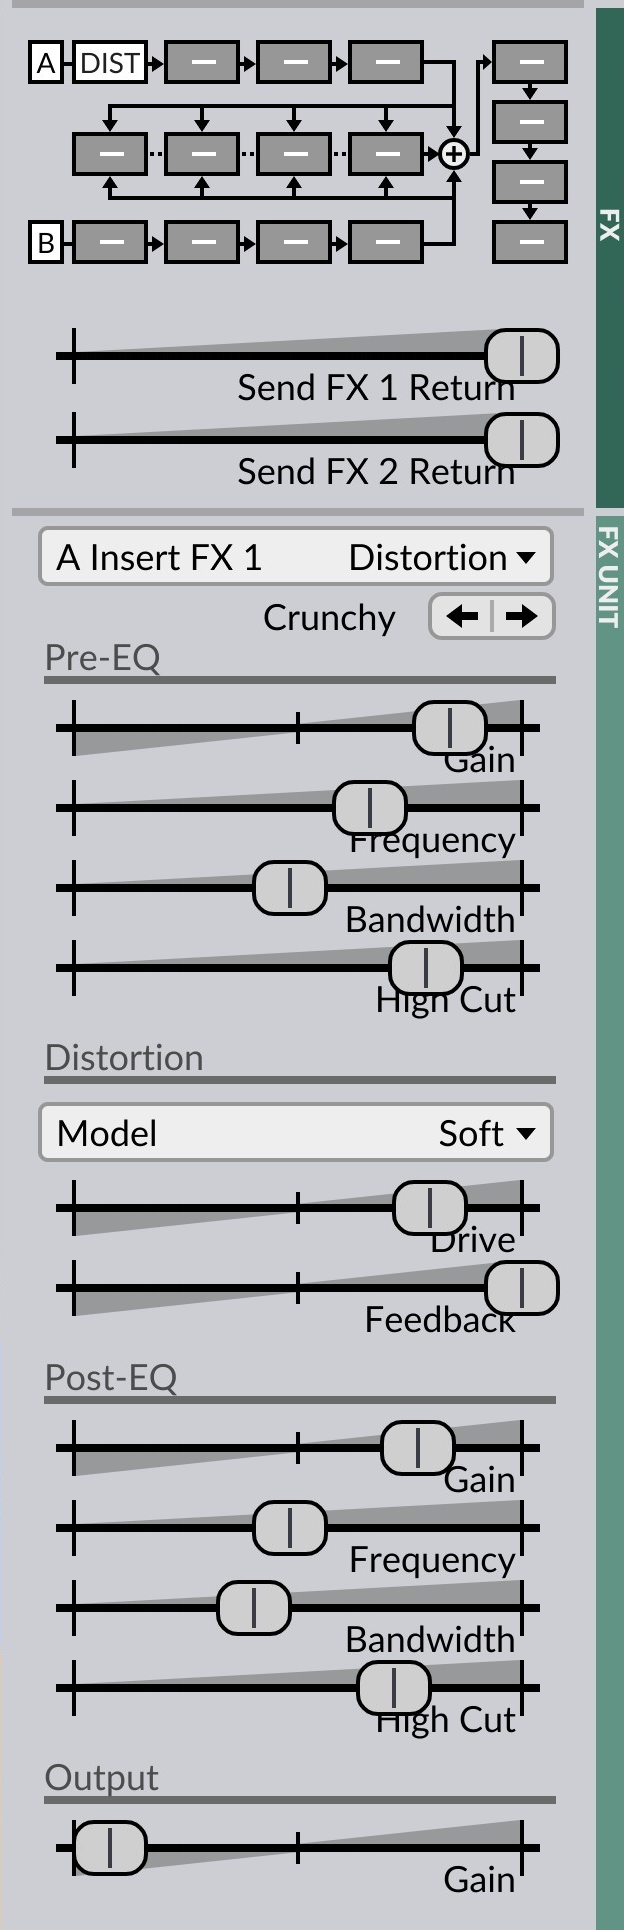 A DIST
B
FX
Send FX 1 Return
Send FX 2 Return
FX UNIT
A Insert FX 1 Distortion
Crunchy
Pre-EQ
Gain
Frequency
Bandwidth
High Cut
Distortion
Model Soft
Drive
Feedback
Post-EQ
Gain
Frequency
Bandwidth
High Cut
Output
Gain